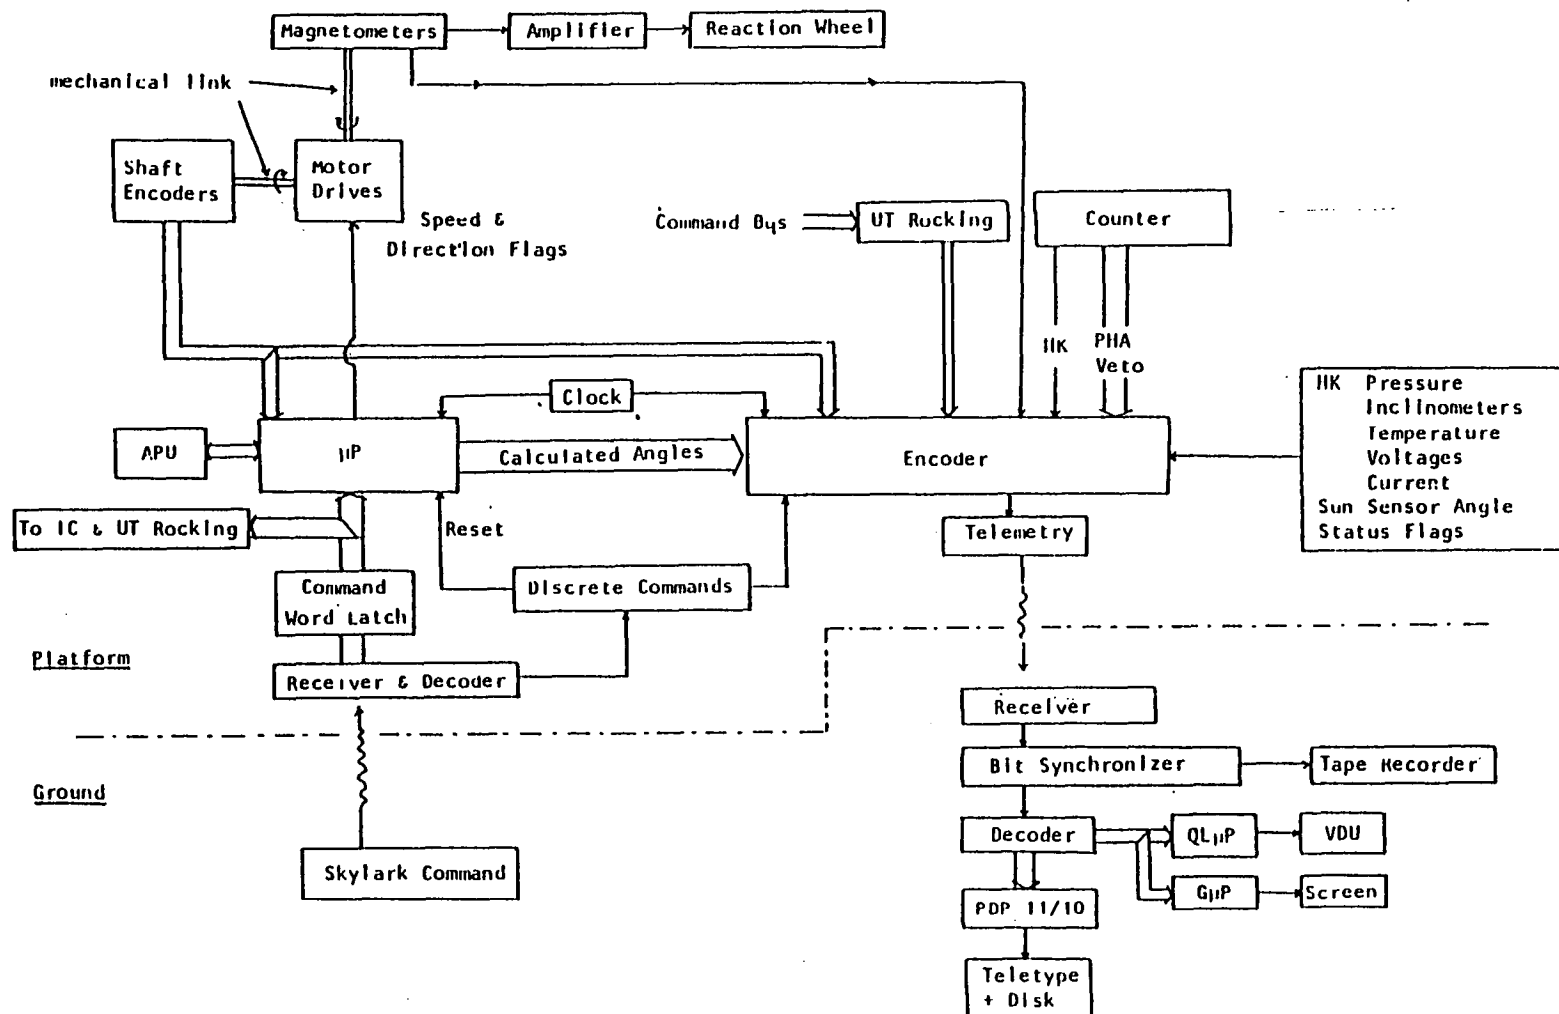 Magnetometers
Amplifier
Reaction Wheel
mechanical link
Shaft
Encoders
Motor
Drives
Speed &
Direction Flags
Command Bys
UT Rocking
Counter
HK
PHA
Veto
Clock
APU
μP
Calculated Angles
Encoder
HK Pressure
Inclinometers
Temperature
Voltages
Current
Sun Sensor Angle
Status Flags
To IC & UT Rocking
Reset
Telemetry
Command
Word Latch
Discrete Commands
Platform
Receiver & Decoder
Receiver
Bit Synchronizer
Tape Recorder
Ground
Decoder
QLμP
VDU
Skylark Command
GμP
Screen
PDP 11/10
Teletype
+ Disk